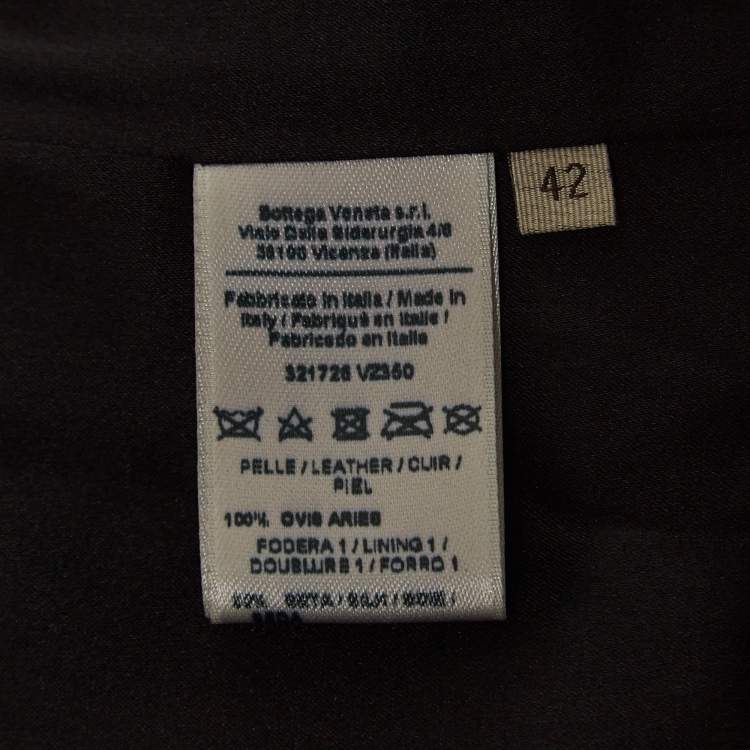 Bottega Veneta s.r.l.
Viale Della Siderurgia 4/6
36100 Vicenza (Italia)
Fabbricato in Italia / Made in
Italy / Fabriqué en Italie /
Fabricado en Italia
321726 VZ350
PELLE / LEATHER / CUIR /
PIEL
100% OVIS ARIES
FODERA 1 / LINING 1 /
DOUBLURE 1 / FORRO 1
SETA / SILK / SOIE /
SEDA
42